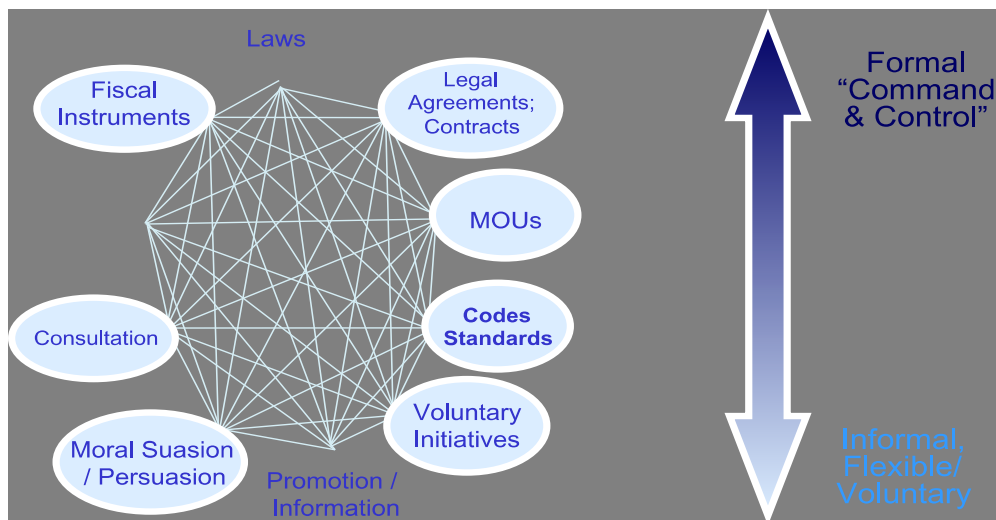 Laws
Fiscal
Instruments
Legal
Agreements;
Contracts
MOUs
Consultation
Codes
Standards
Voluntary
Initiatives
Moral Suasion
/ Persuasion
Promotion /
Information
Formal
“Command
& Control”
Informal,
Flexible/
Voluntary